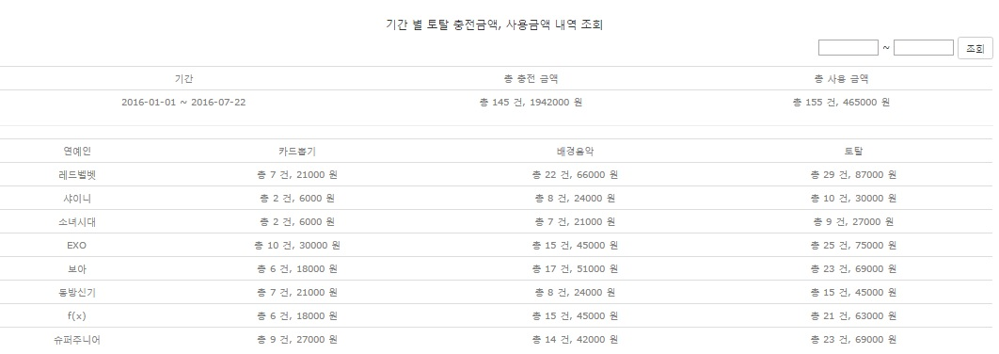 기간 별 토탈 충전금액, 사용금액 내역 조회
~ 조회
기간 총 충전 금액 총 사용 금액
2016-01-01 ~ 2016-07-22 총 145 건, 1942000 원 총 155 건, 465000 원
연예인 카드뽑기 배경음악 토탈
레드벨벳 총 7 건, 21000 원 총 22 건, 66000 원 총 29 건, 87000 원
샤이니 총 2 건, 6000 원 총 8 건, 24000 원 총 10 건, 30000 원
소녀시대 총 2 건, 6000 원 총 7 건, 21000 원 총 9 건, 27000 원
EXO 총 10 건, 30000 원 총 15 건, 45000 원 총 25 건, 75000 원
보아 총 6 건, 18000 원 총 17 건, 51000 원 총 23 건, 69000 원
동방신기 총 7 건, 21000 원 총 8 건, 24000 원 총 15 건, 45000 원
f(x) 총 6 건, 18000 원 총 15 건, 45000 원 총 21 건, 63000 원
슈퍼주니어 총 9 건, 27000 원 총 14 건, 42000 원 총 23 건, 69000 원